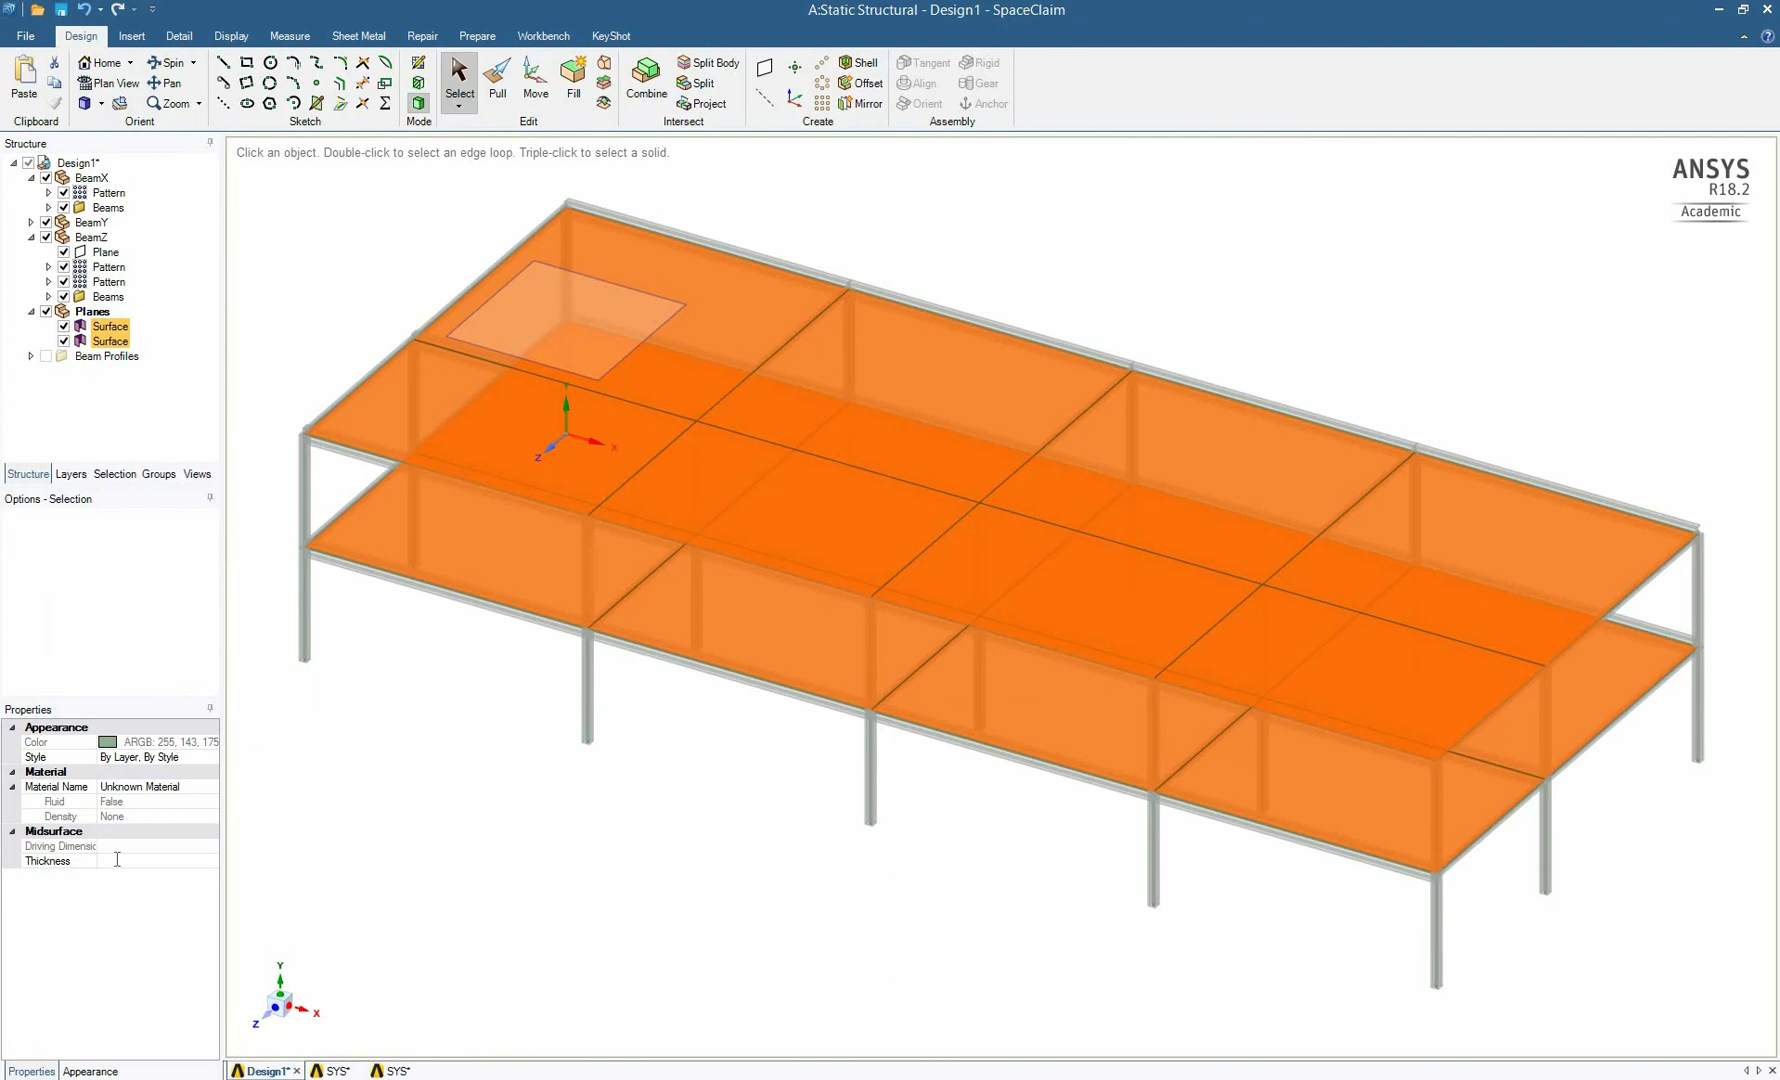 A:Static Structural - Design1 - SpaceClaim
File Design Insert Detail Display Measure Sheet Metal Repair Prepare Workbench KeyShot
Home Spin
Plan View Pan
Paste Zoom
Select Pull Move Fill
Combine Split Body
Split
Project
Shell
Offset
Mirror
Tangent Rigid
Align Gear
Orient Anchor
Clipboard Orient Sketch Mode Edit Intersect Create Assembly
Structure
Design1*
BeamX
Pattern
Beams
BeamY
BeamZ
Plane
Pattern
Pattern
Beams
Planes
Surface
Surface
Beam Profiles
Structure Layers Selection Groups Views
Options - Selection
Properties
Appearance
Color ARGB: 255, 143, 175
Style By Layer, By Style
Material
Material Name Unknown Material
Fluid False
Density None
Midsurface
Driving Dimensic
Thickness
Properties Appearance
Click an object. Double-click to select an edge loop. Triple-click to select a solid.
ANSYS
R18.2
Academic
Y
X
Z
Y
X
Z
Design1* SYS* SYS*